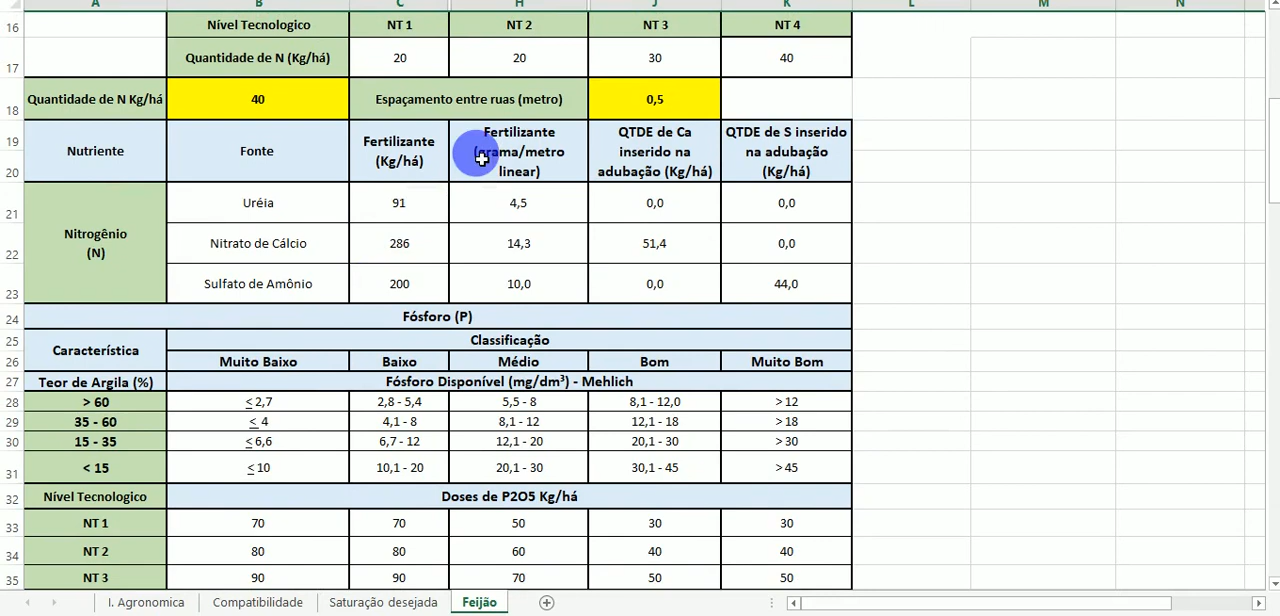 A B C H J K L M N
16 Nível Tecnologico NT 1 NT 2 NT 3 NT 4
17 Quantidade de N (Kg/há) 20 20 30 40
18 Quantidade de N Kg/há 40 Espaçamento entre ruas (metro) 0,5
19
20
Nutriente
Fonte
Fertilizante
(Kg/há)
Fertilizante
(grama/metro
linear)
QTDE de Ca
inserido na
adubação (Kg/há)
QTDE de S inserido
na adubação
(Kg/há)
Nitrogênio
(N)
21 Uréia 91 4,5 0,0 0,0
22 Nitrato de Cálcio 286 14,3 51,4 0,0
23 Sulfato de Amônio 200 10,0 0,0 44,0
24 Fósforo (P)
Característica
25 Classificação
26 Muito Baixo Baixo Médio Bom Muito Bom
27 Teor de Argila (%) Fósforo Disponível (mg/dm³) - Mehlich
28 > 60 ≤ 2,7 2,8 - 5,4 5,5 - 8 8,1 - 12,0 > 12
29 35 - 60 ≤ 4 4,1 - 8 8,1 - 12 12,1 - 18 > 18
30 15 - 35 ≤ 6,6 6,7 - 12 12,1 - 20 20,1 - 30 > 30
31 < 15 ≤ 10 10,1 - 20 20,1 - 30 30,1 - 45 > 45
32 Nível Tecnologico Doses de P2O5 Kg/há
33 NT 1 70 70 50 30 30
34 NT 2 80 80 60 40 40
35 NT 3 90 90 70 50 50
I. Agronomica Compatibilidade Saturação desejada Feijão